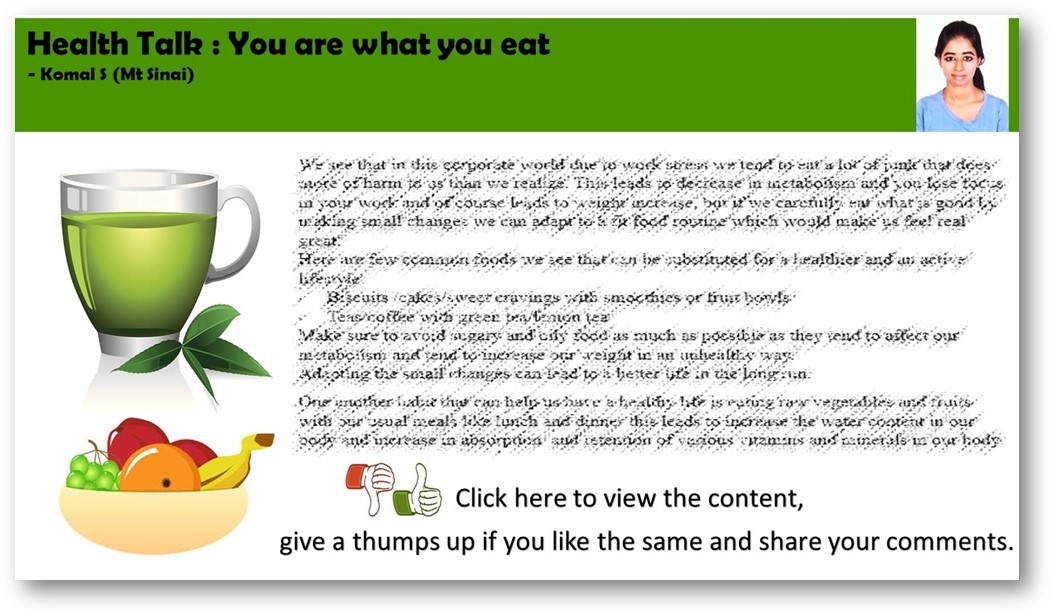 Health Talk : You are what you eat
- Komal S (Mt Sinai)
We see that in this corporate world due to work stress we tend to eat a lot of junk that does
more of harm to us than we realize. This leads to decrease in metabolism and you lose focus
in your work and of course leads to weight increase, but if we carefully eat what is good by
making small changes we can adapt to a fit food routine which would make us feel real
great.
Here are few common foods we see that can be substituted for a healthier and an active
lifestyle
Biscuits /cakes/sweet cravings with smoothies or fruit bowls
Teas/coffee with green tea/lemon tea
Make sure to avoid sugary and oily food as much as possible as they tend to affect our
metabolism and tend to increase our weight in an unhealthy way.
Adapting the small changes can lead to a better life in the long run.
One another habit that can help us have a healthy life is eating raw vegetables and fruits
with our usual meals like lunch and dinner this leads to increase the water content in our
body and increase in absorption and retention of various vitamins and minerals in our body
Click here to view the content,
give a thumps up if you like the same and share your comments.